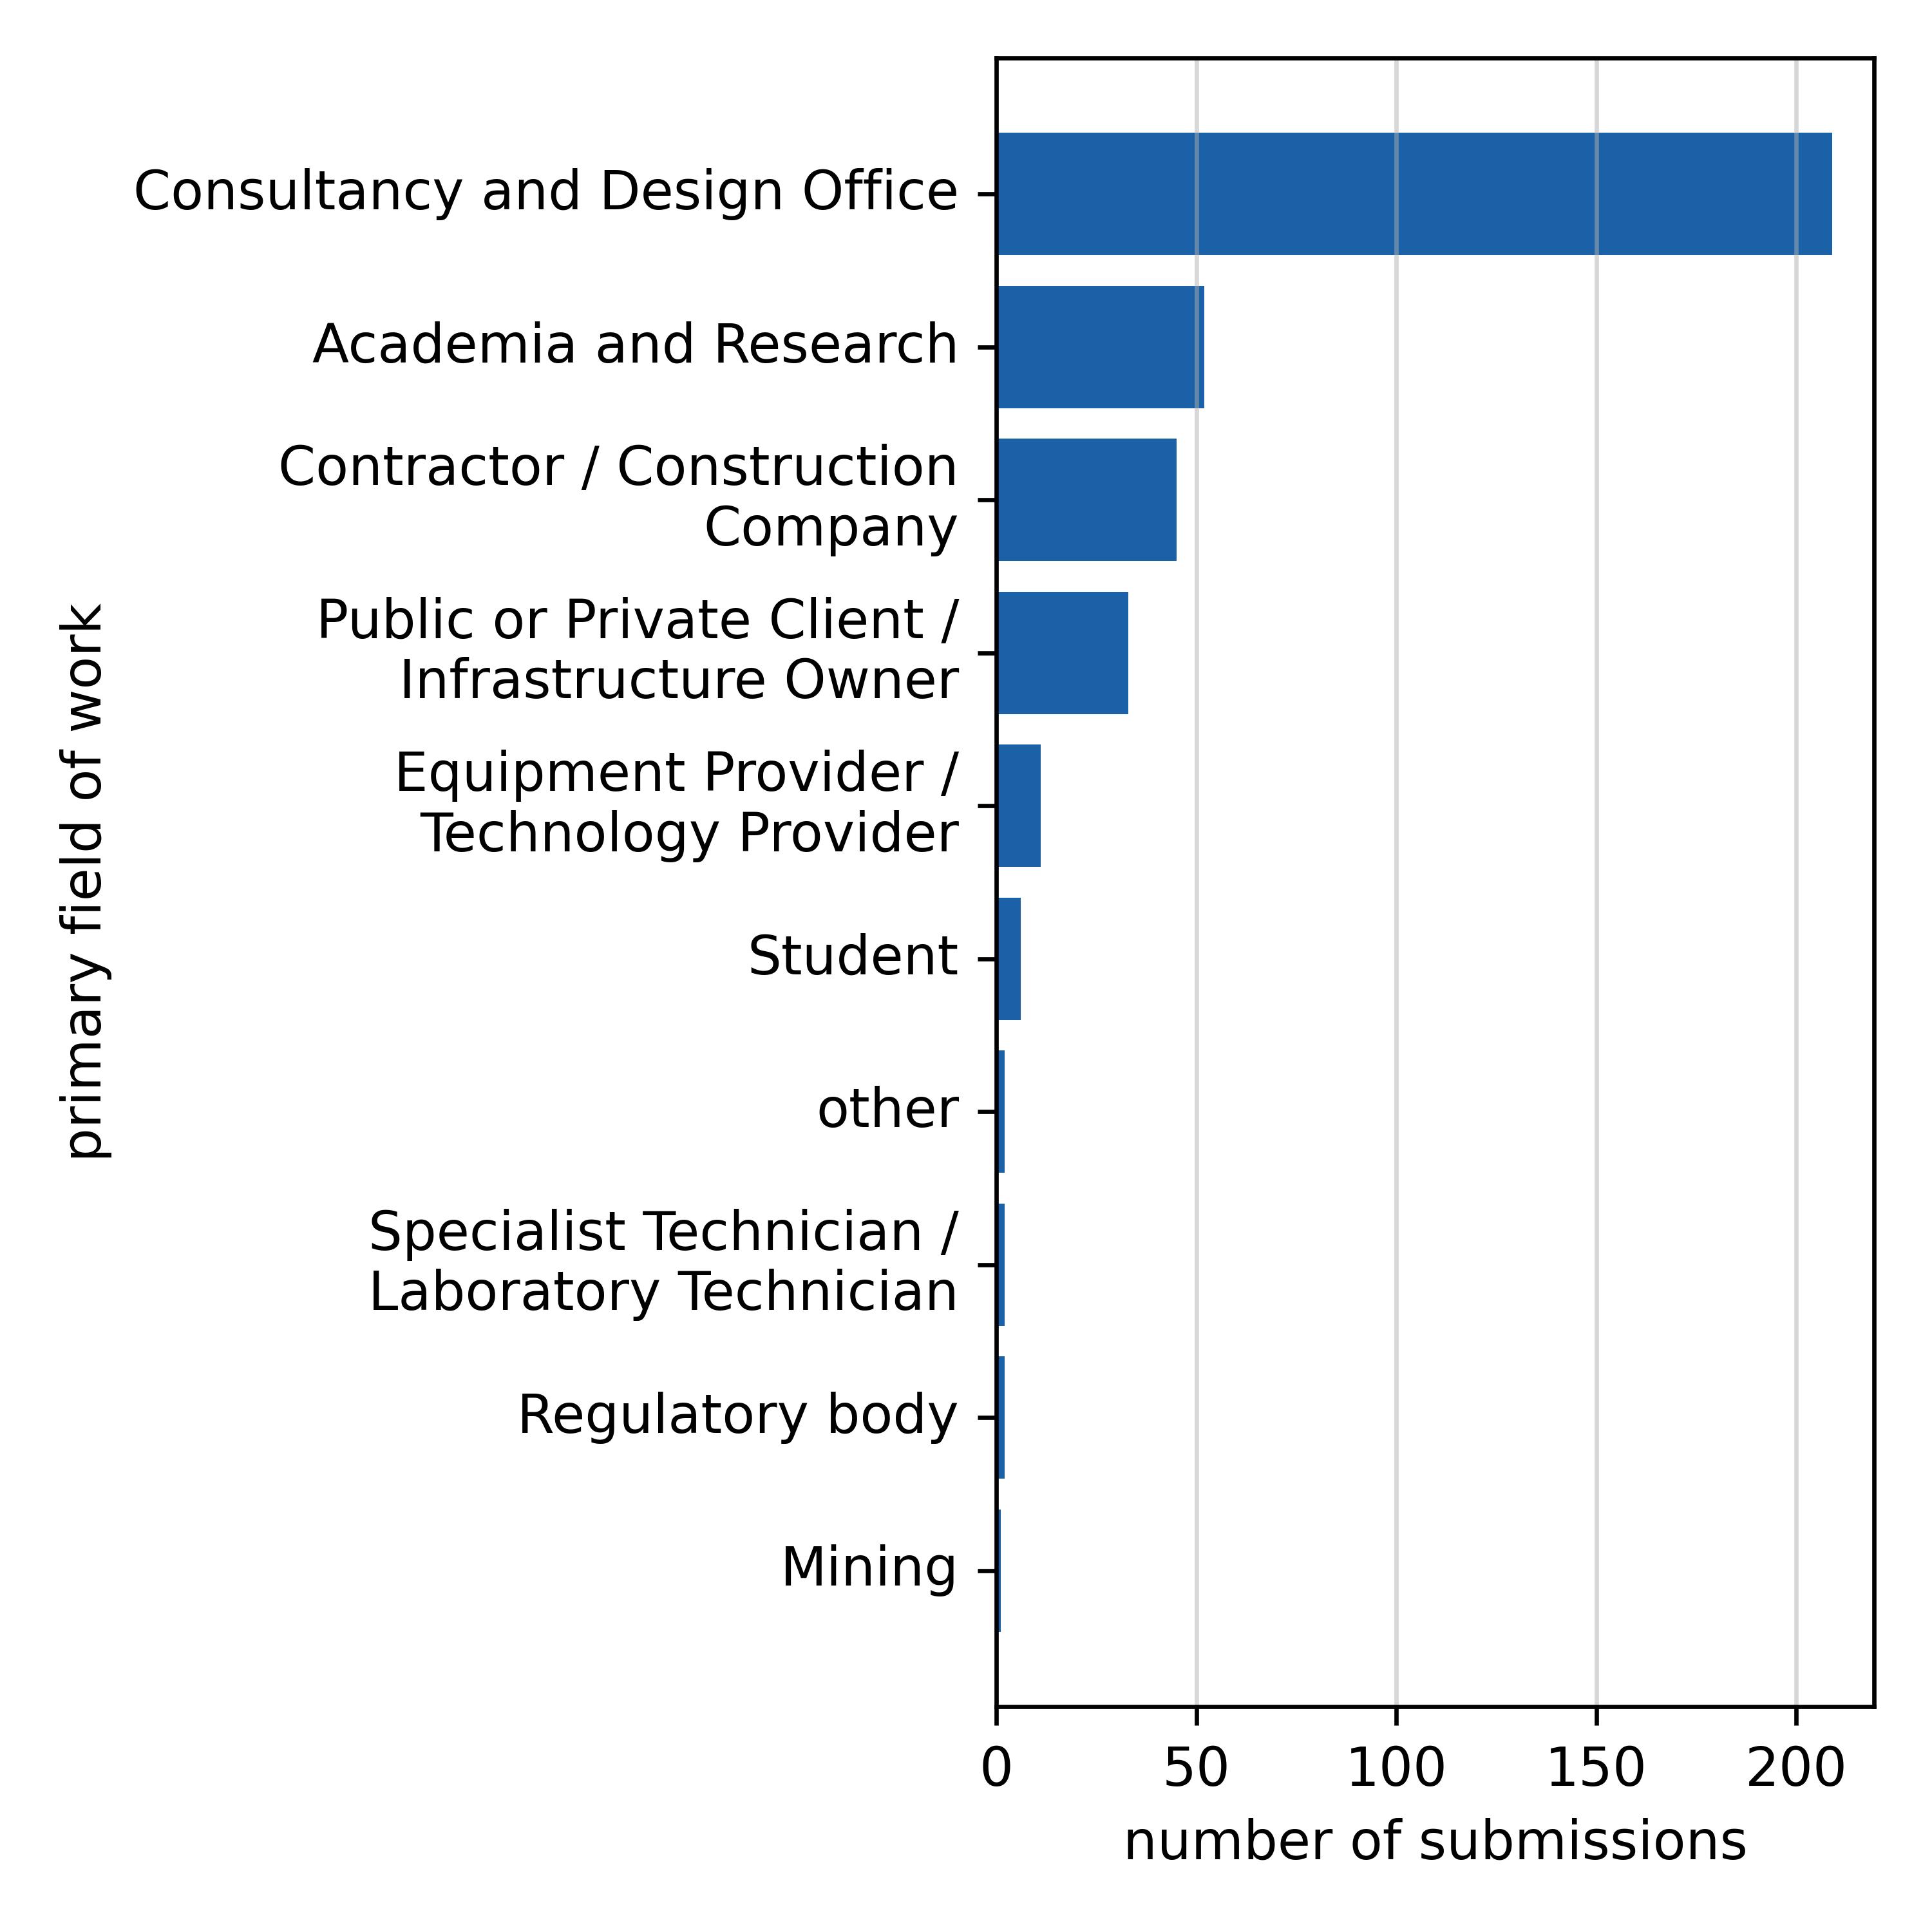 Consultancy and Design Office
Academia and Research
Contractor / Construction
Company
Public or Private Client /
Infrastructure Owner
Equipment Provider /
Technology Provider
Student
other
Specialist Technician /
Laboratory Technician
Regulatory body
Mining
primary field of work
0 50 100 150 200
number of submissions